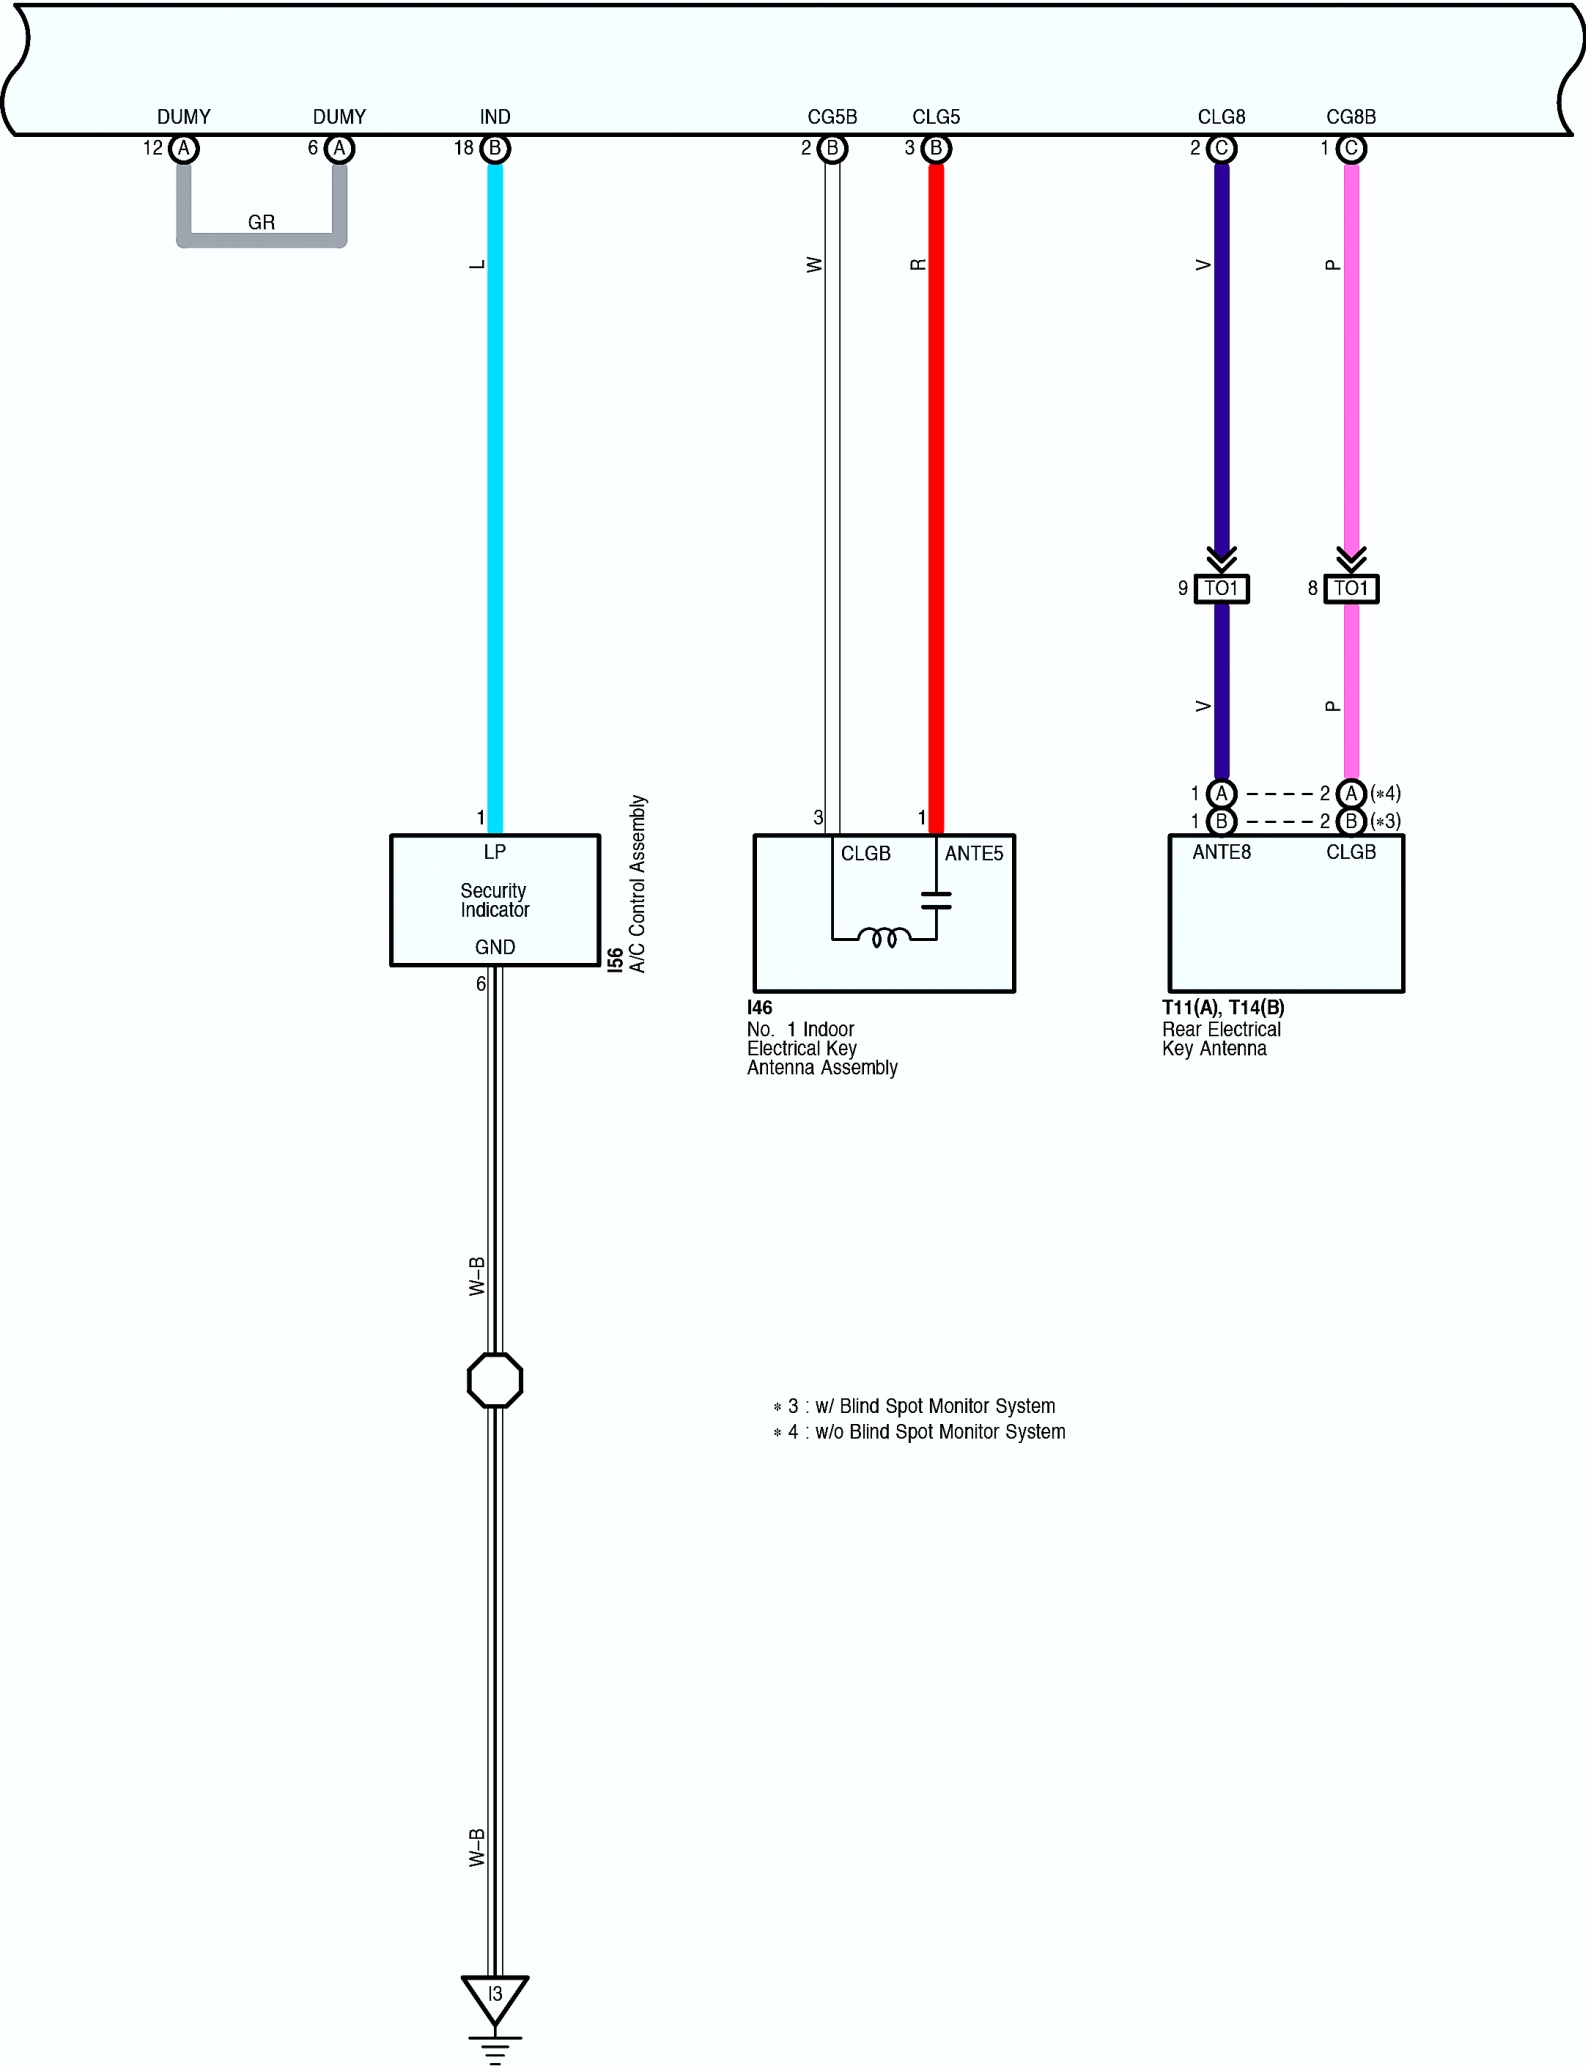 DUMY DUMY IND CG5B CLG5 CLG8 CG8B
12 A 6 A 18 B 2 B 3 B 2 C 1 C
GR
L W R V P
9 TO1 8 TO1
V P
1 A 2 A (*4)
1 B 2 B (*3)
1 3 1
LP CLGB ANTE5 ANTE8 CLGB
Security
Indicator
GND
6
I56
A/C Control Assembly
I46
No. 1 Indoor
Electrical Key
Antenna Assembly
T11(A), T14(B)
Rear Electrical
Key Antenna
W-B
* 3 : w/ Blind Spot Monitor System
* 4 : w/o Blind Spot Monitor System
W-B
I3